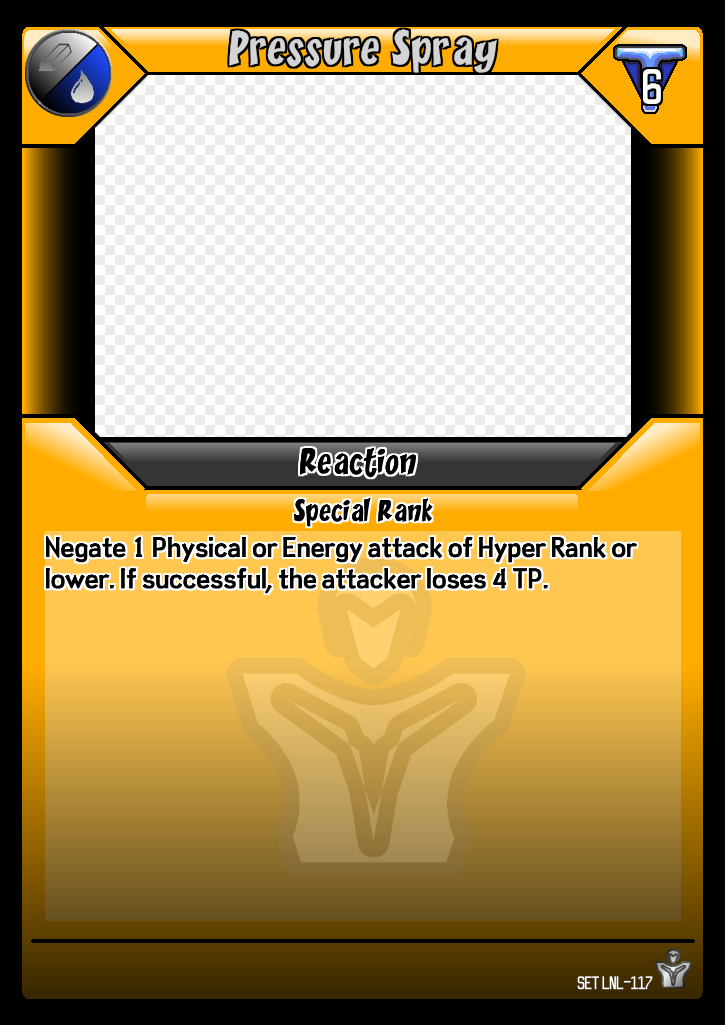 Pressure Spray
6
Reaction
Special Rank
Negate 1 Physical or Energy attack of Hyper Rank or
lower. If successful, the attacker loses 4 TP.
SET LNL-117